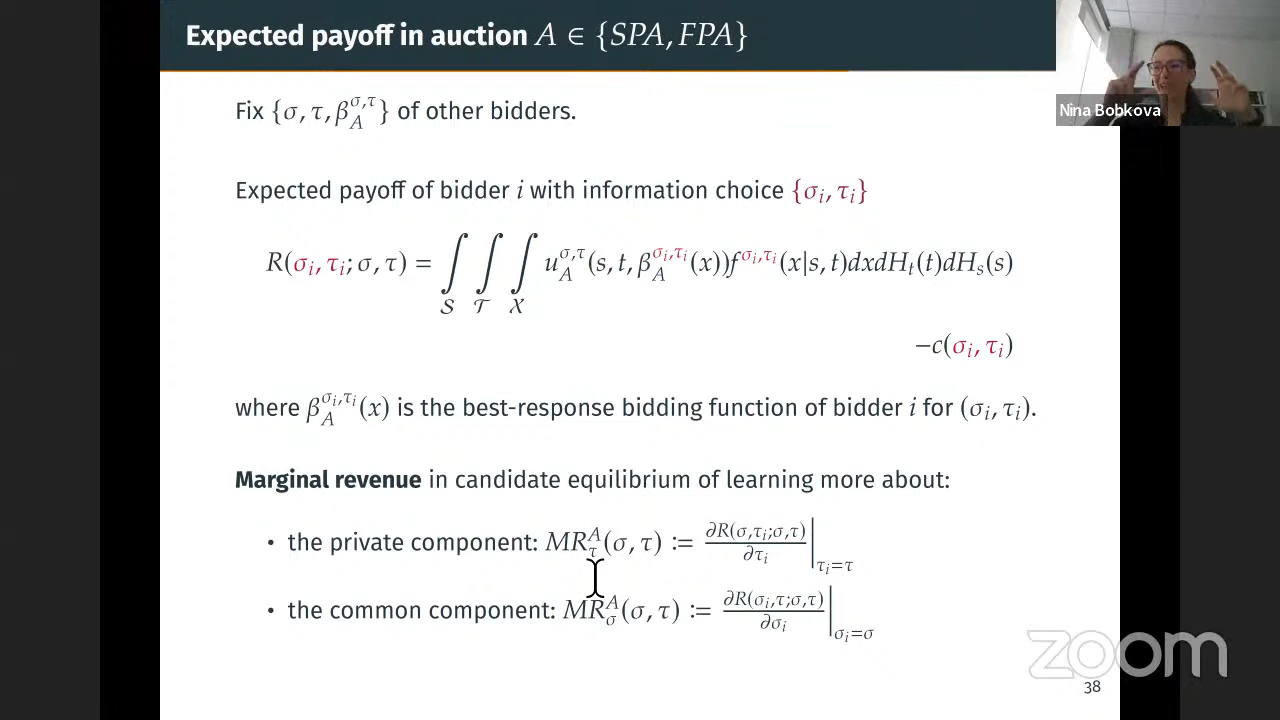 Expected payoff in auction A ∈ {SPA, FPA}
Nina Bobkova
Fix {σ, τ, β_A^{σ,τ}} of other bidders.
Expected payoff of bidder i with information choice {σ_i, τ_i}
R(σ_i, τ_i; σ, τ) = ∫_S ∫_T ∫_X u_A^{σ,τ}(s, t, β_A^{σ_i,τ_i}(x)) f^{σ_i,τ_i}(x|s, t)dxdH_t(t)dH_s(s)
−c(σ_i, τ_i)
where β_A^{σ_i,τ_i}(x) is the best-response bidding function of bidder i for (σ_i, τ_i).
Marginal revenue in candidate equilibrium of learning more about:
• the private component: MR_τ^A(σ, τ) := ∂R(σ,τ_i;σ,τ)/∂τ_i |_{τ_i=τ}
• the common component: MR_σ^A(σ, τ) := ∂R(σ_i,τ;σ,τ)/∂σ_i |_{σ_i=σ}
zoom
38